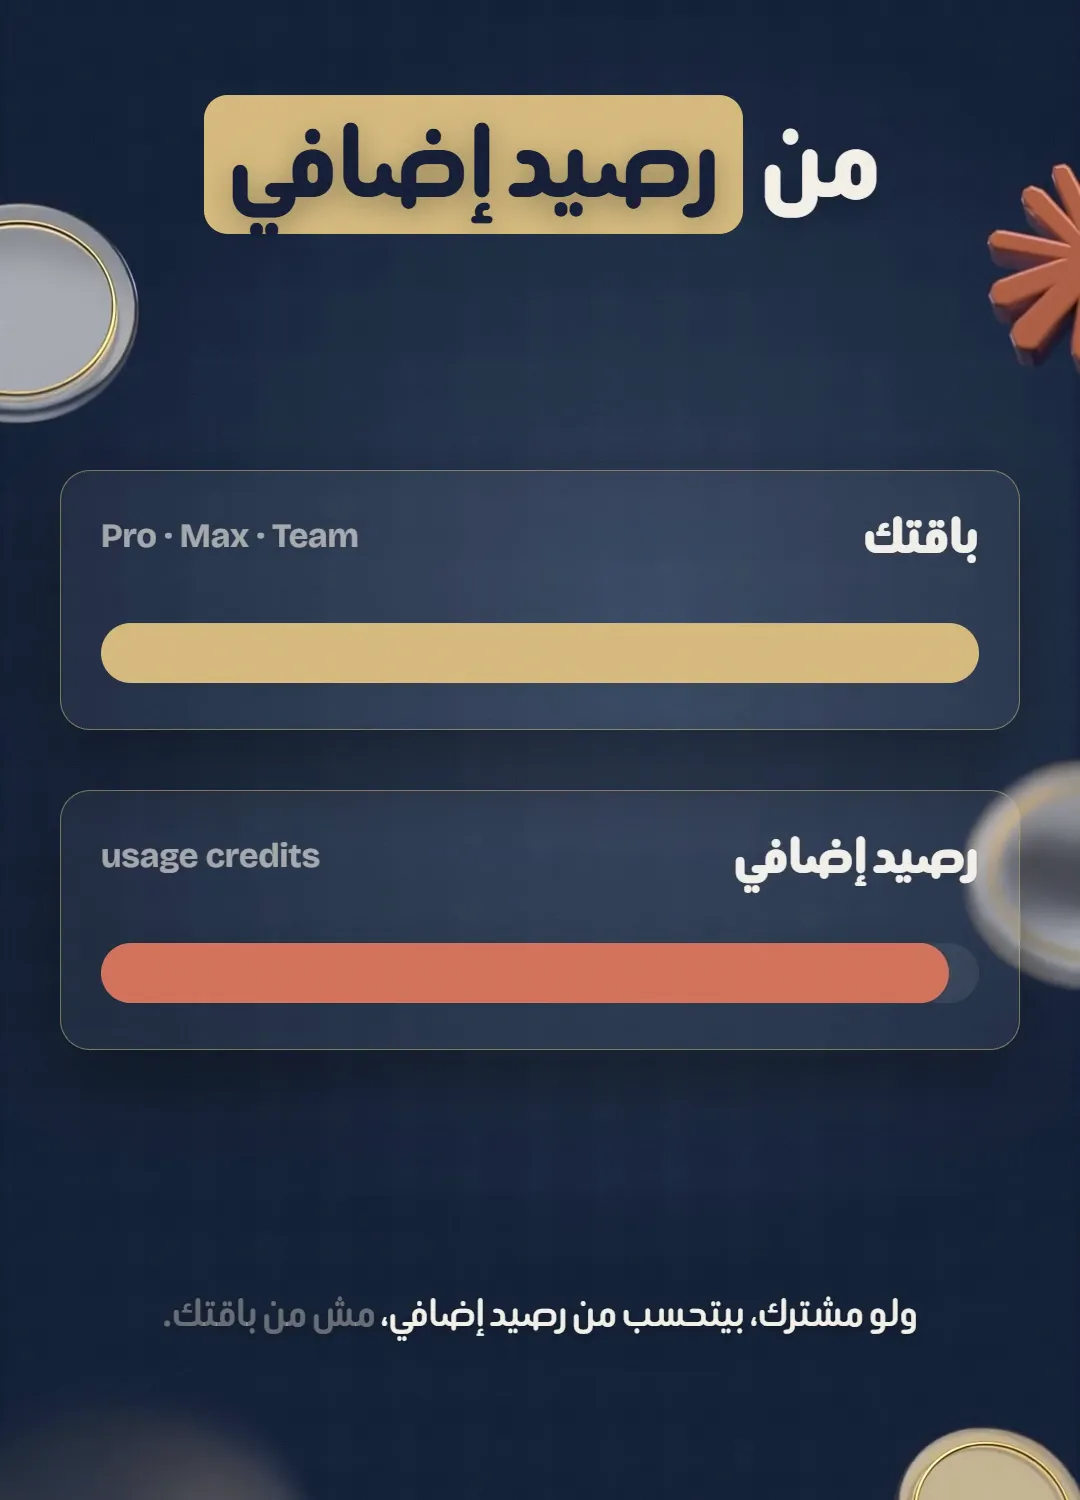 من رصيد إضافي
باقتك Pro · Max · Team
رصيد إضافي usage credits
ولو مشترك، بيتحسب من رصيد إضافي، مش من باقتك.